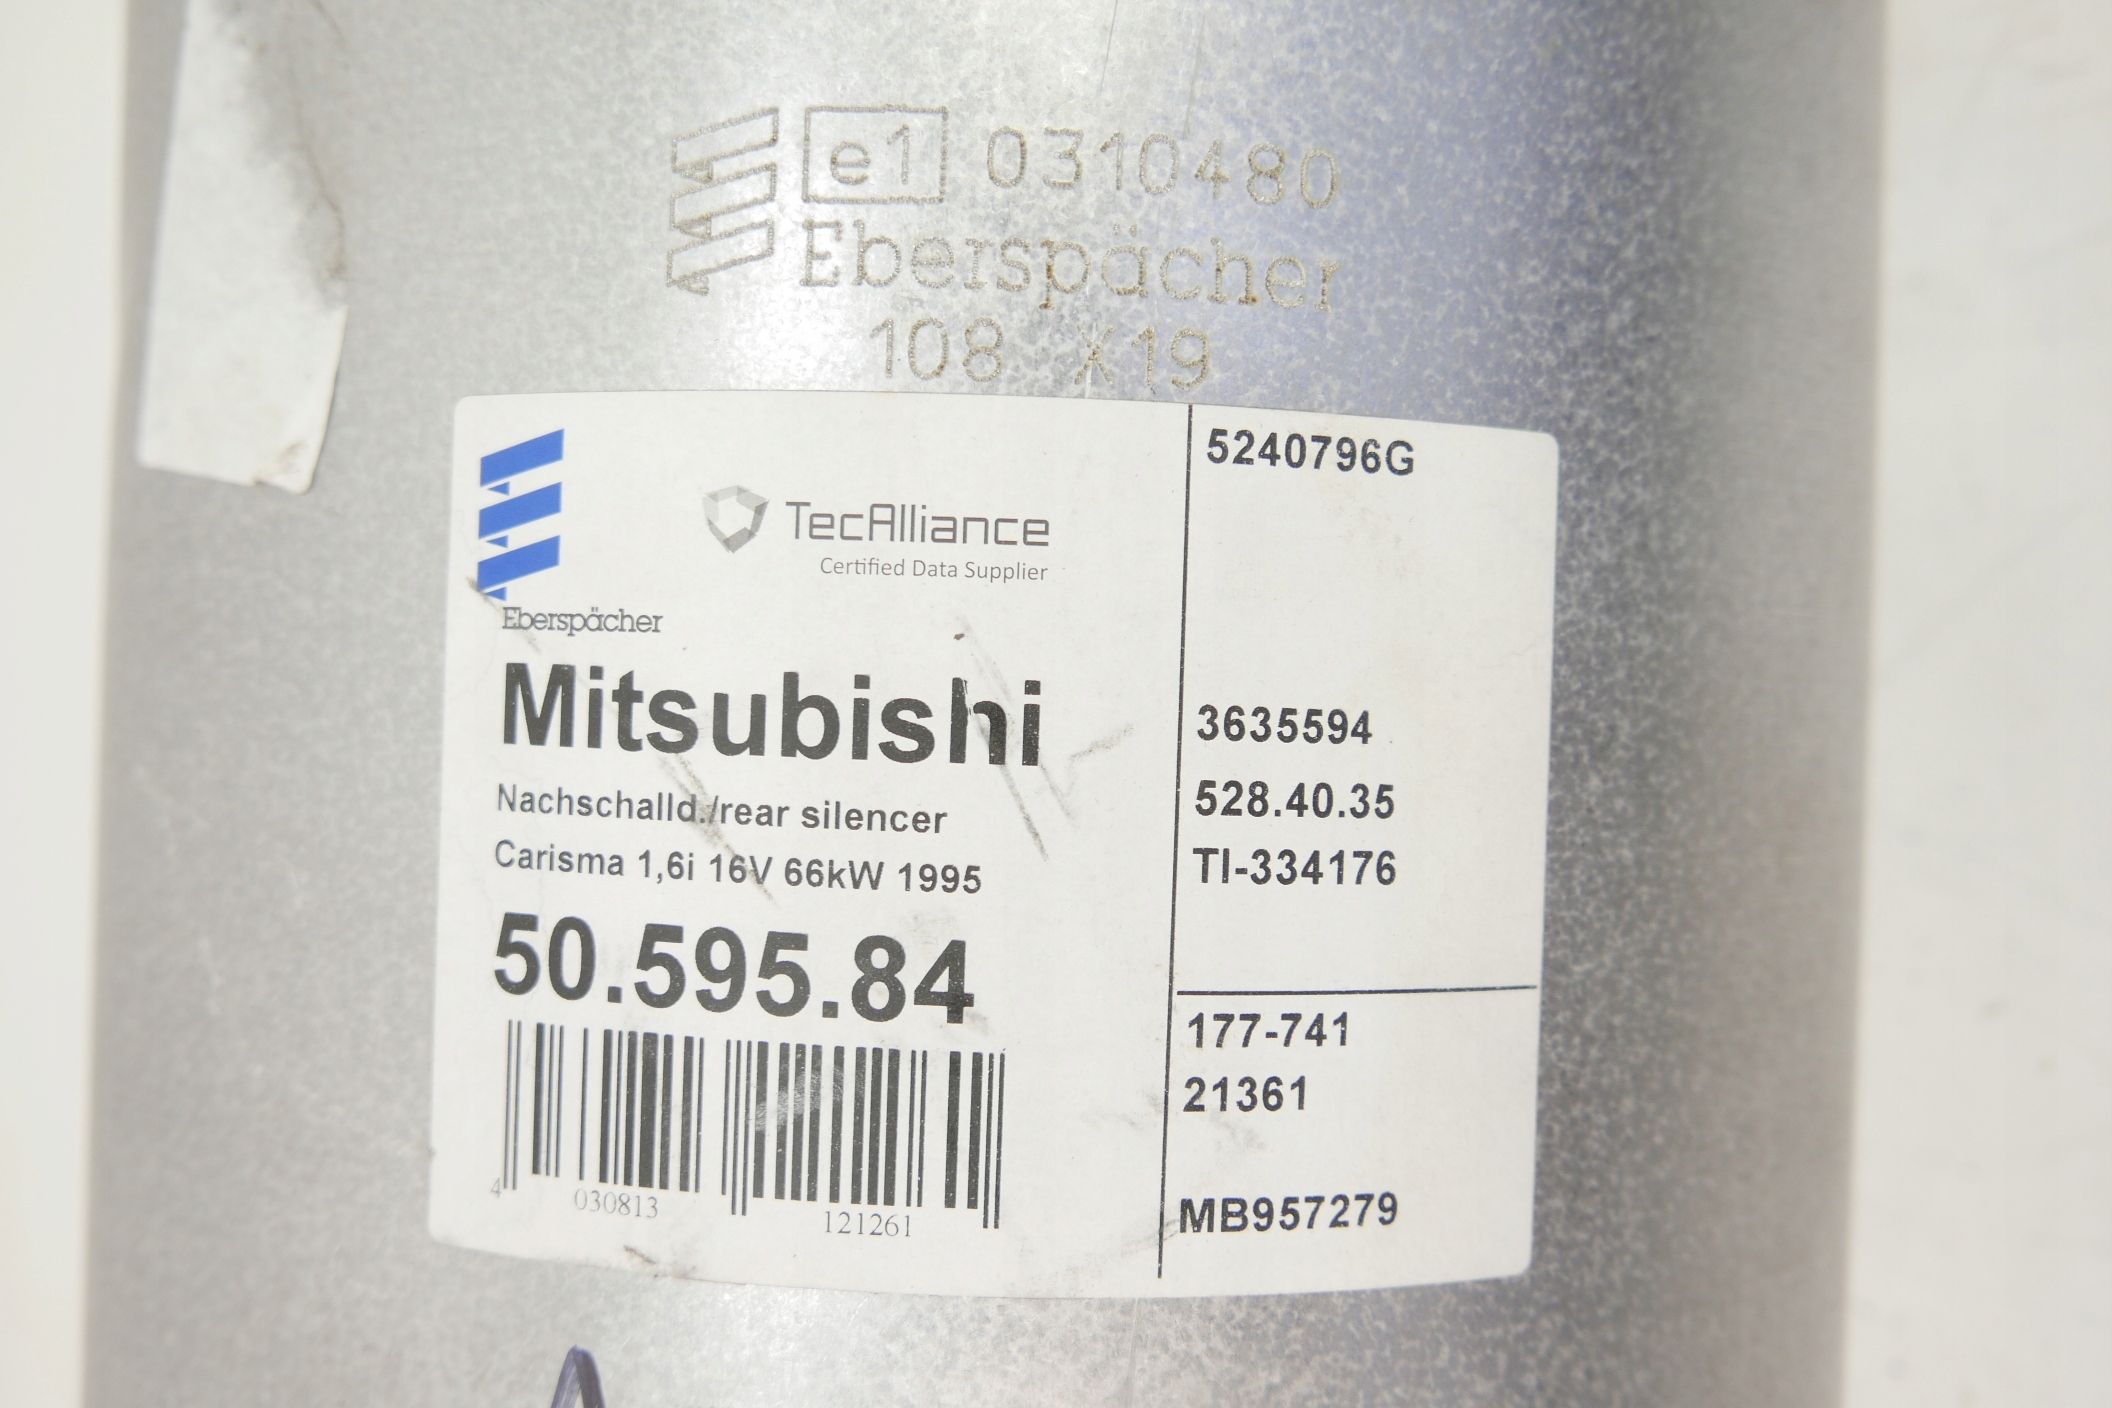 e1 0310480
Eberspächer
108 X19
TecAlliance
Certified Data Supplier
Eberspächer
Mitsubishi
Nachschalld./rear silencer
Carisma 1,6i 16V 66kW 1995
50.595.84
4 030813 121261
5240796G
3635594
528.40.35
TI-334176
177-741
21361
MB957279